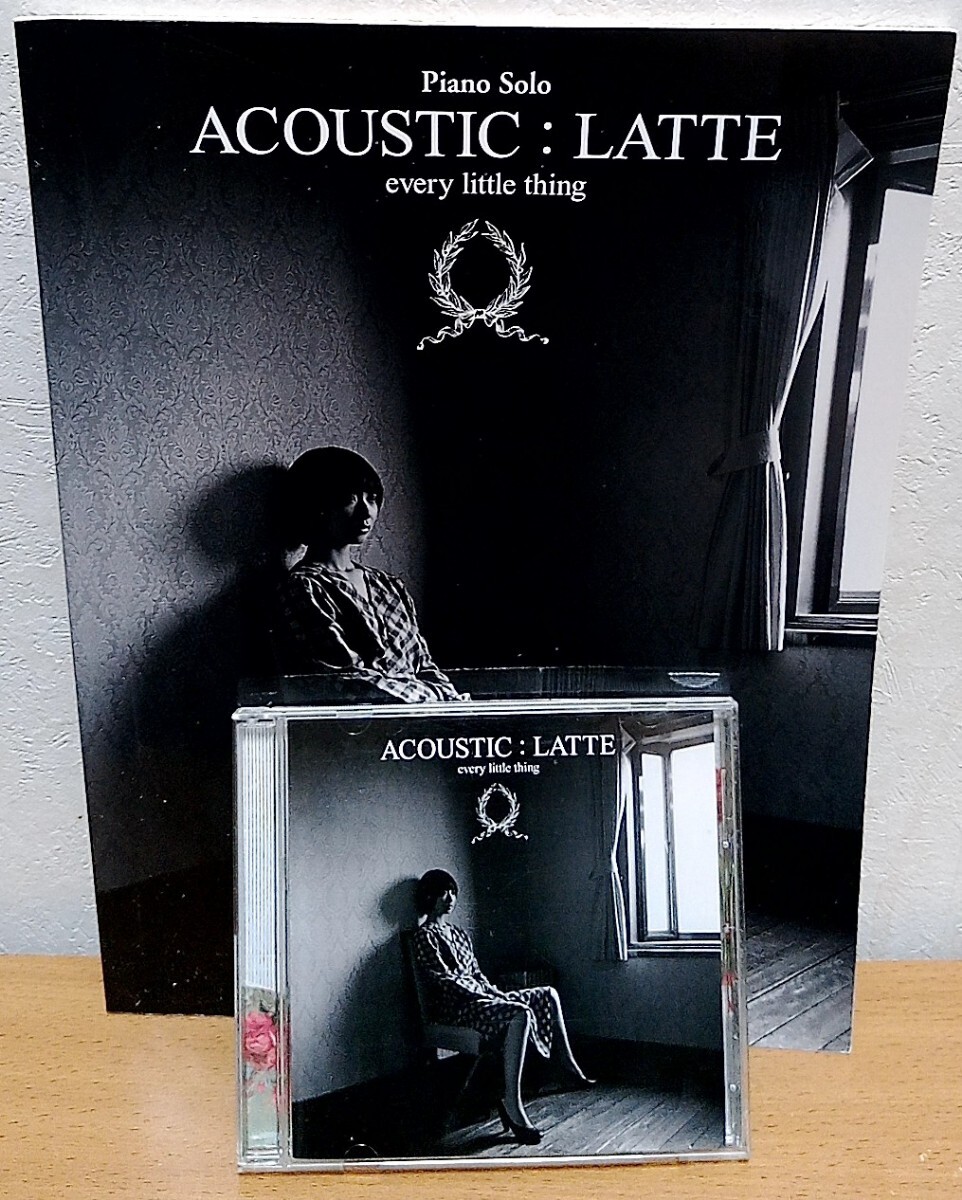 Piano Solo
ACOUSTIC : LATTE
every little thing
ACOUSTIC : LATTE
every little thing